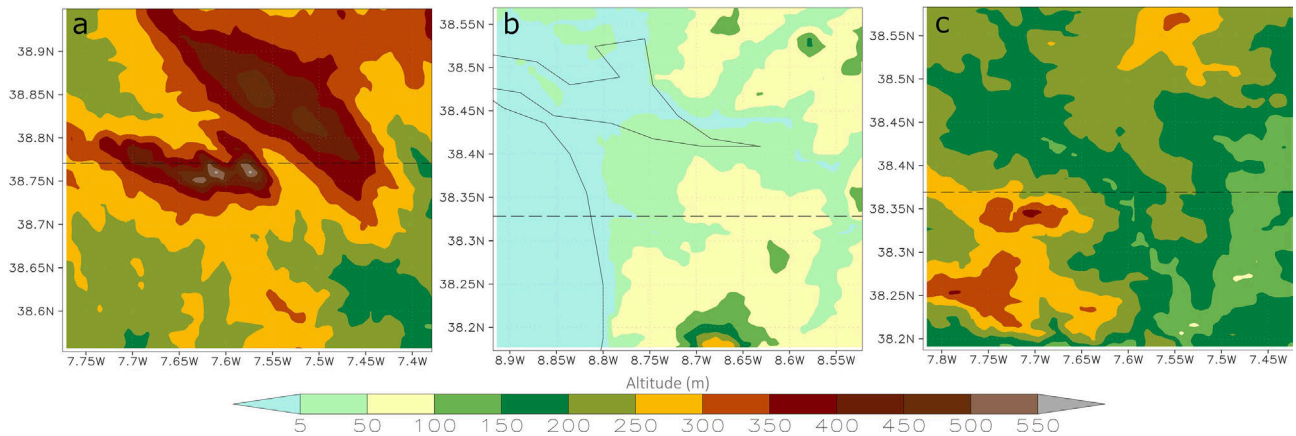 a
b
c
38.9N
38.85N
38.8N
38.75N
38.7N
38.65N
38.6N
7.75W 7.7W 7.65W 7.6W 7.55W 7.5W 7.45W 7.4W
38.55N
38.5N
38.45N
38.4N
38.35N
38.3N
38.25N
38.2N
8.9W 8.85W 8.8W 8.75W 8.7W 8.65W 8.6W 8.55W
38.55N
38.5N
38.45N
38.4N
38.35N
38.3N
38.25N
38.2N
7.8W 7.75W 7.7W 7.65W 7.6W 7.55W 7.5W 7.45W
Altitude (m)
5 50 100 150 200 250 300 350 400 450 500 550